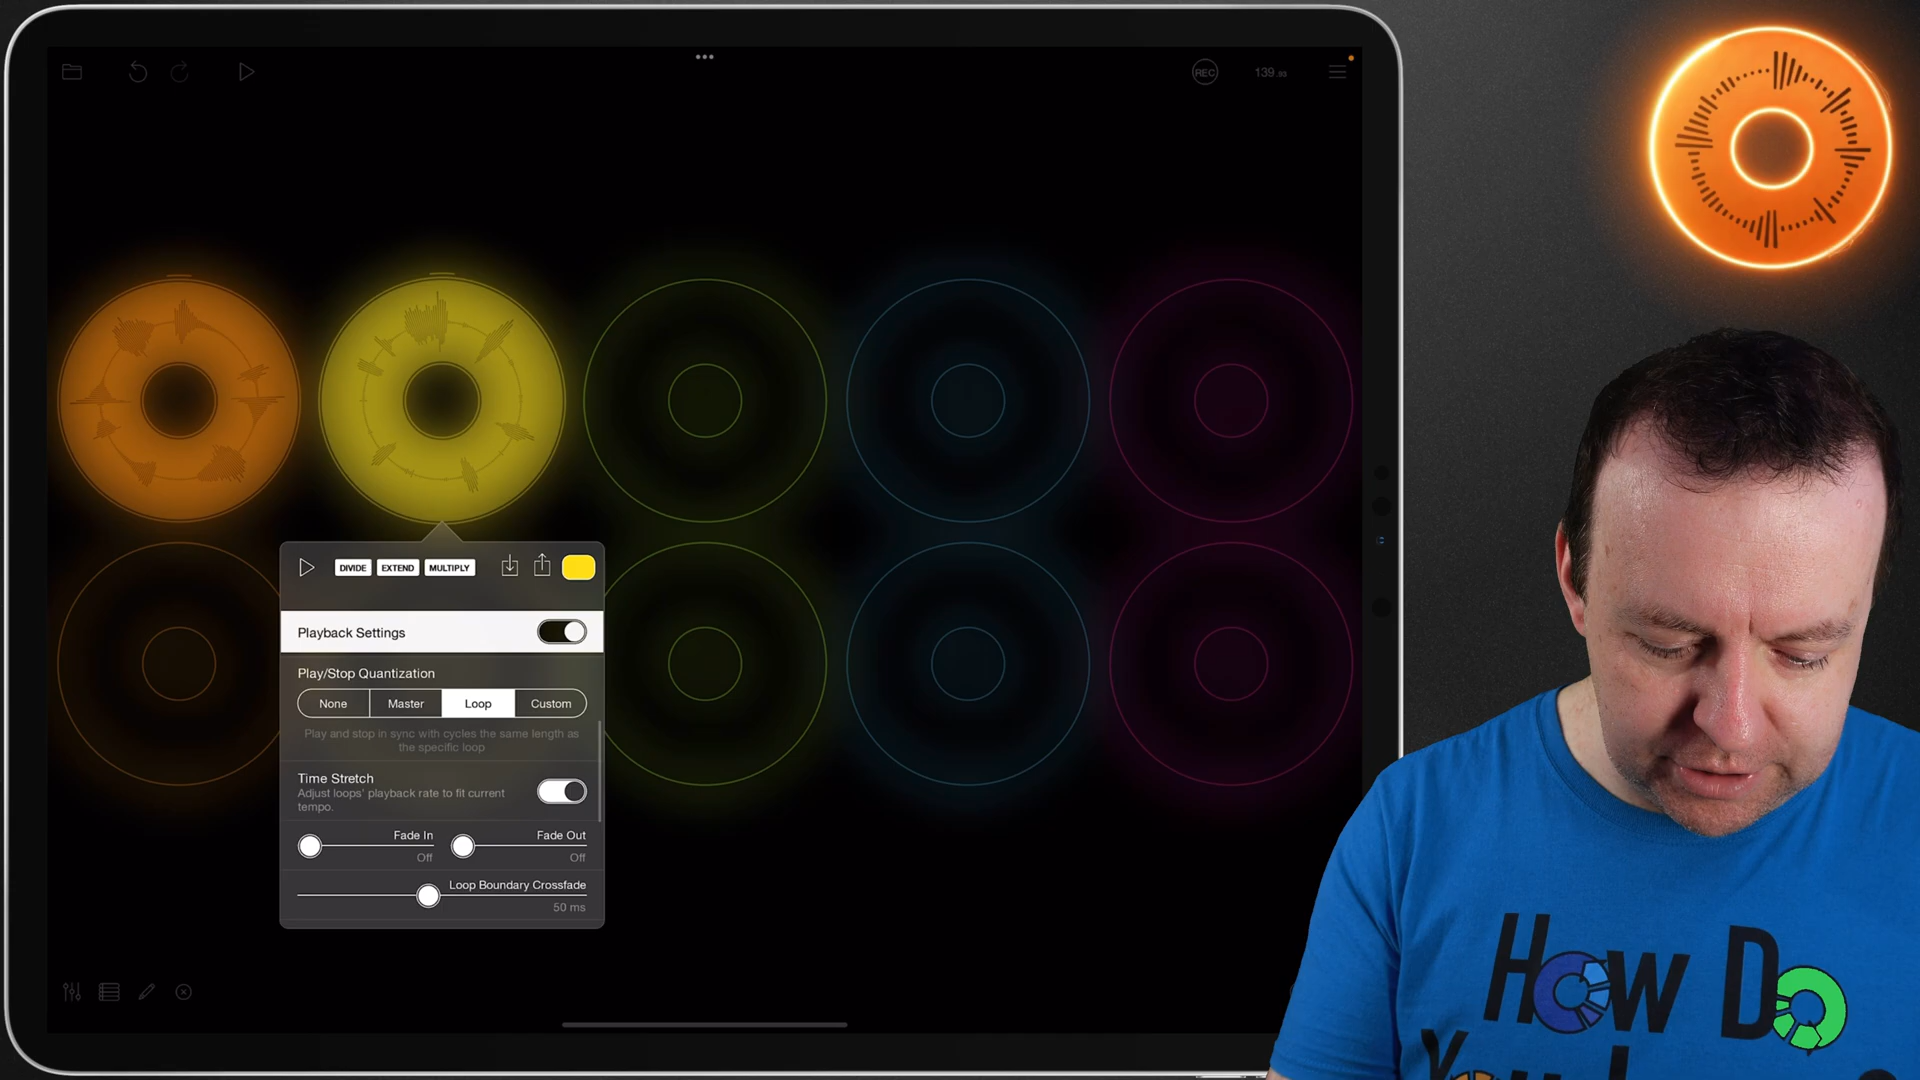 REC
139.93
DIVIDE EXTEND MULTIPLY
Playback Settings
Play/Stop Quantization
None Master Loop Custom
Play and stop in sync with cycles the same length as
the specific loop
Time Stretch
Adjust loops' playback rate to fit current
tempo.
Fade In Fade Out
Off Off
Loop Boundary Crossfade
50 ms
How Do